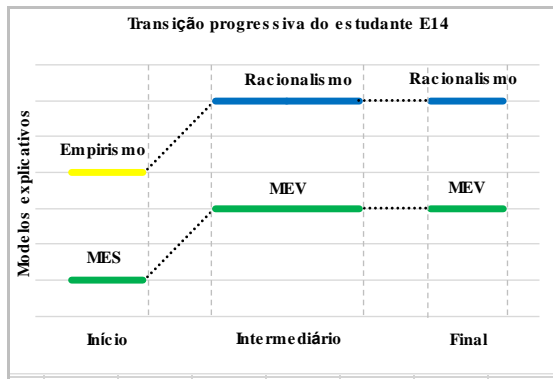 Transição progressiva do estudante E14
Modelos explicativos
Racionalismo
Racionalismo
Empirismo
MEV
MEV
MES
Início
Intermediário
Final